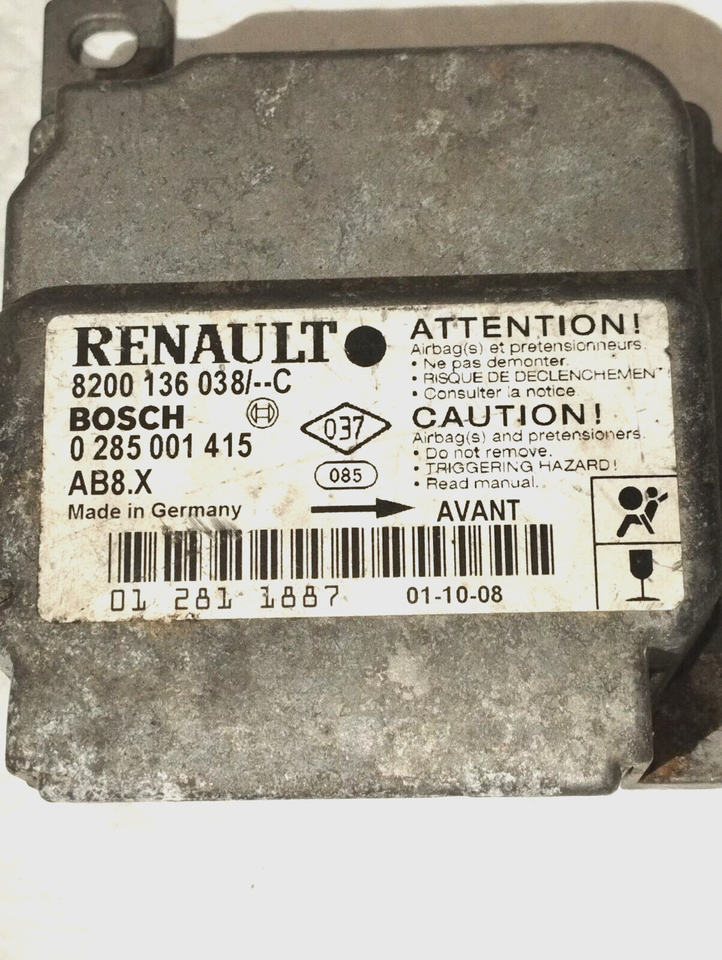 RENAULT
8200 136 038/--C
BOSCH
0 285 001 415
AB8.X
Made in Germany
037
085
ATTENTION!
Airbag(s) et pretensionneurs.
• Ne pas demonter.
• RISQUE DE DECLENCHEMENT
• Consulter la notice
CAUTION!
Airbag(s) and pretensioners.
• Do not remove.
• TRIGGERING HAZARD!
• Read manual.
AVANT
01 281 1887
01-10-08